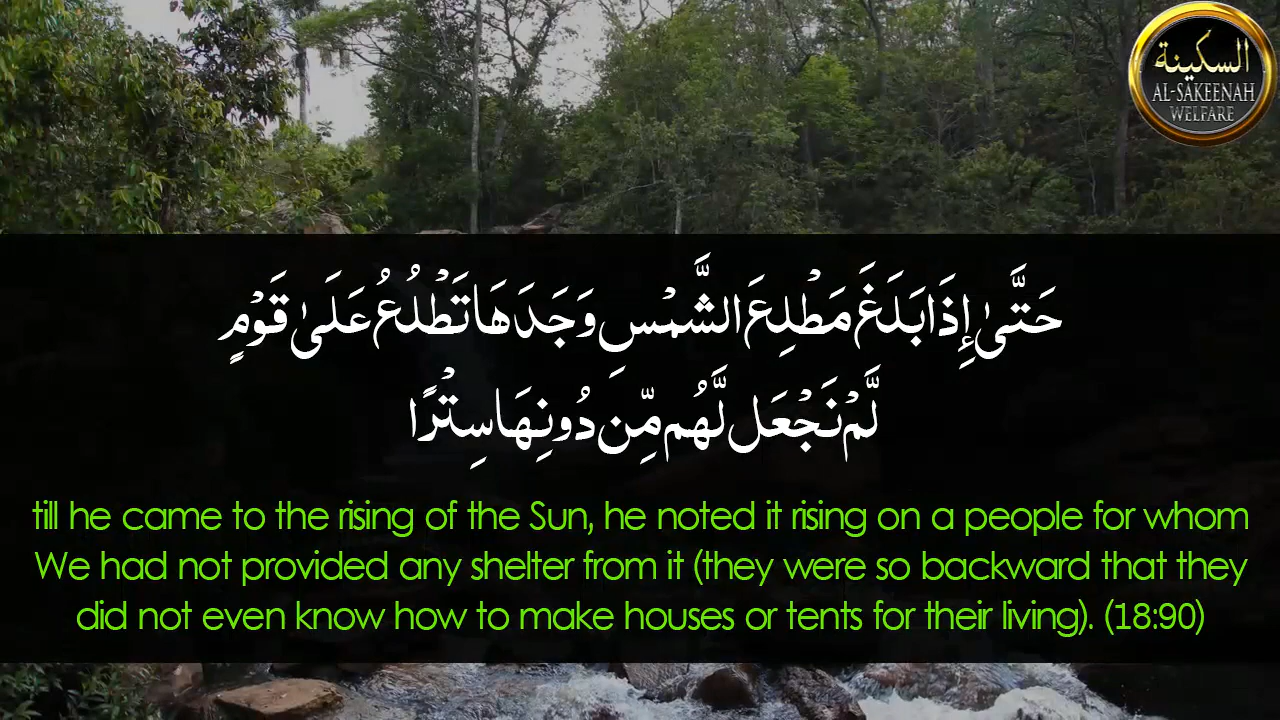 السكينة
AL-SAKEENAH
WELFARE
حَتَّىٰ إِذَا بَلَغَ مَطْلِعَ الشَّمْسِ وَجَدَهَا تَطْلُعُ عَلَىٰ قَوْمٍ
لَّمْ نَجْعَل لَّهُم مِّن دُونِهَا سِتْرًا
till he came to the rising of the Sun, he noted it rising on a people for whom
We had not provided any shelter from it (they were so backward that they
did not even know how to make houses or tents for their living). (18:90)